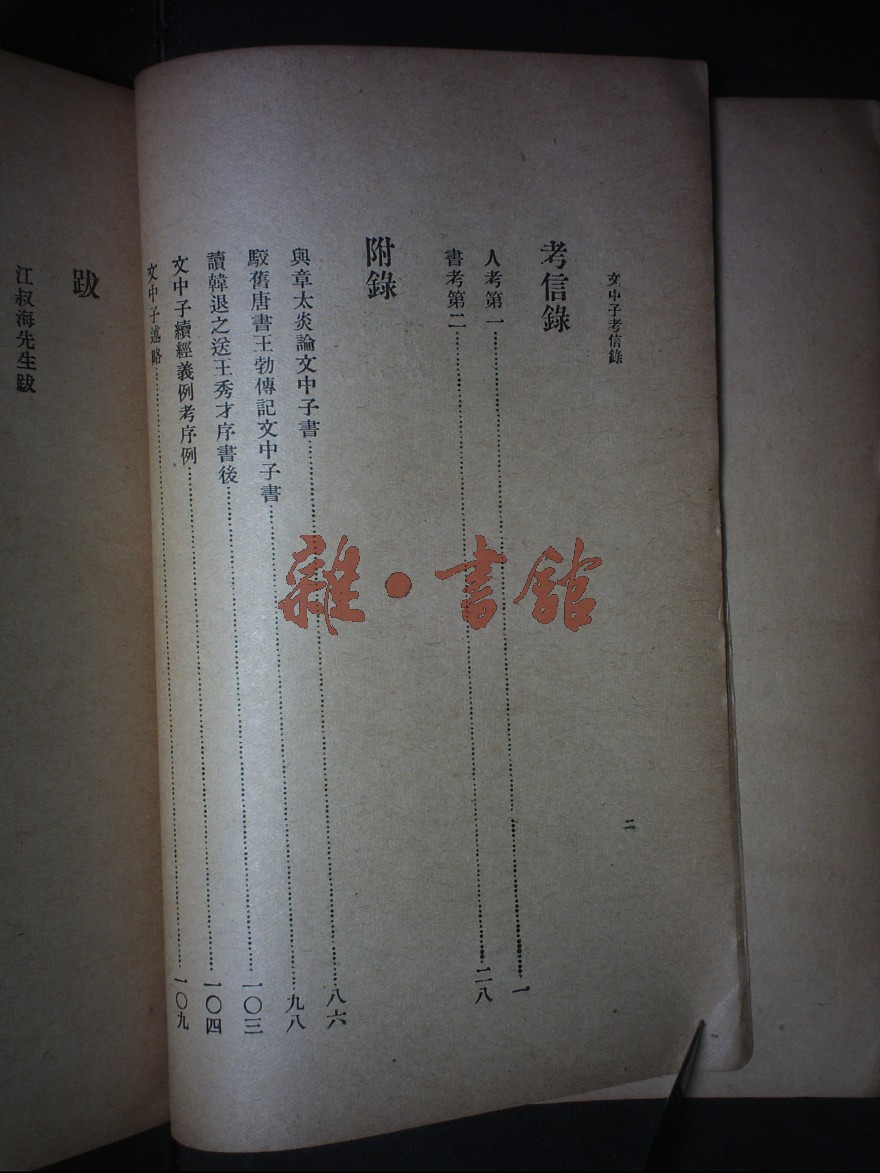 文中子考信錄
二
考信錄
人考第一……一
書考第二……二八
附錄
與章太炎論文中子書……八六
駁舊唐書王勃傳記文中子書……九八
讀韓退之送王秀才序書後……一〇三
文中子續經義例考序例……一〇四
文中子述略……一〇九
跋
江叔海先生跋
雜·書館